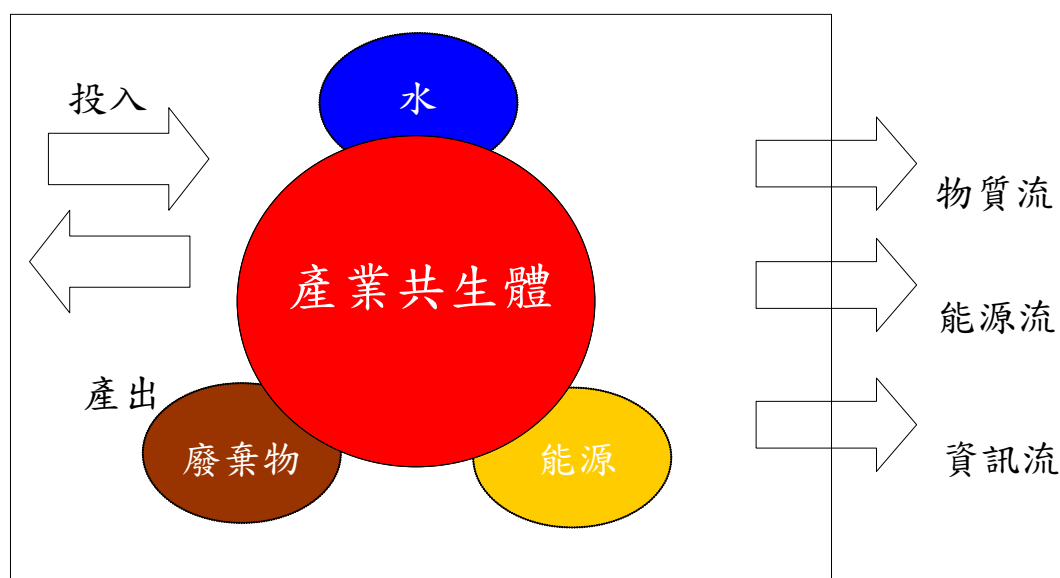 投入
水
物質流
產業共生體
能源流
產出
廢棄物
能源
資訊流